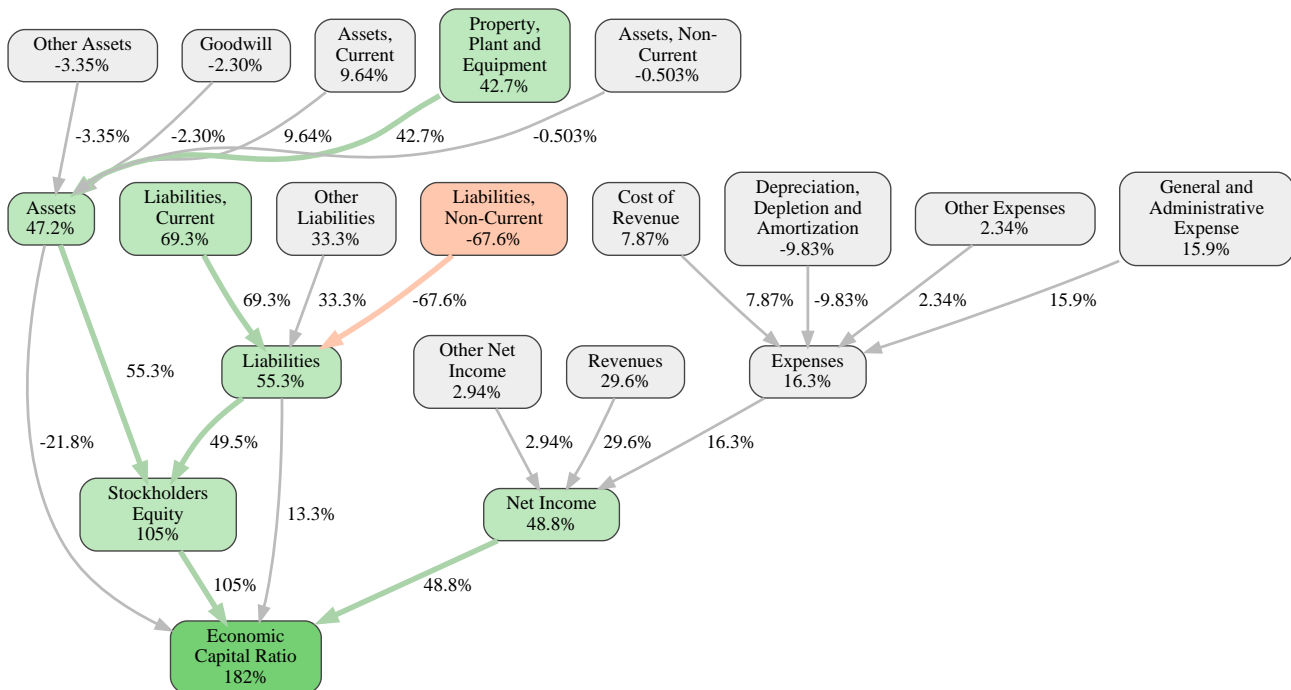 Other Assets
-3.35%
Goodwill
-2.30%
Assets,
Current
9.64%
Property,
Plant and
Equipment
42.7%
Assets, Non-
Current
-0.503%
-3.35%
-2.30%
9.64%
42.7%
-0.503%
Assets
47.2%
Liabilities,
Current
69.3%
Other
Liabilities
33.3%
Liabilities,
Non-Current
-67.6%
Cost of
Revenue
7.87%
Depreciation,
Depletion and
Amortization
-9.83%
Other Expenses
2.34%
General and
Administrative
Expense
15.9%
69.3%
33.3%
-67.6%
7.87%
-9.83%
2.34%
15.9%
55.3%
Liabilities
55.3%
Other Net
Income
2.94%
Revenues
29.6%
Expenses
16.3%
-21.8%
49.5%
2.94%
29.6%
16.3%
Stockholders
Equity
105%
13.3%
Net Income
48.8%
105%
48.8%
Economic
Capital Ratio
182%